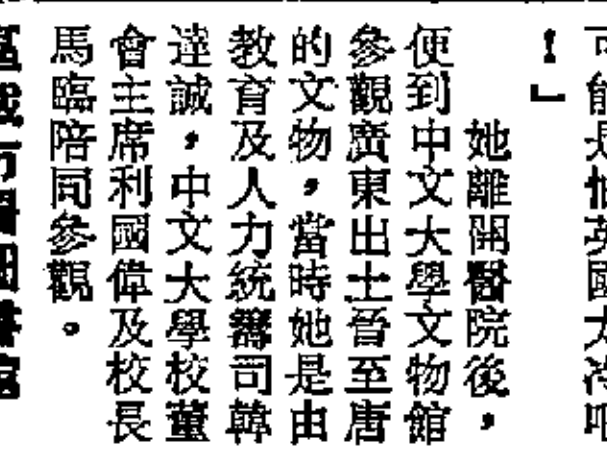 可能是怕英國太冷吧
！」
她離開醫院後，
便到中文大學文物館
參觀廣東出土晉至唐
的文物，當時她是由
教育及人力統籌司韓
達誠，中文大學校董
會主席利國偉及校長
馬臨陪同參觀。